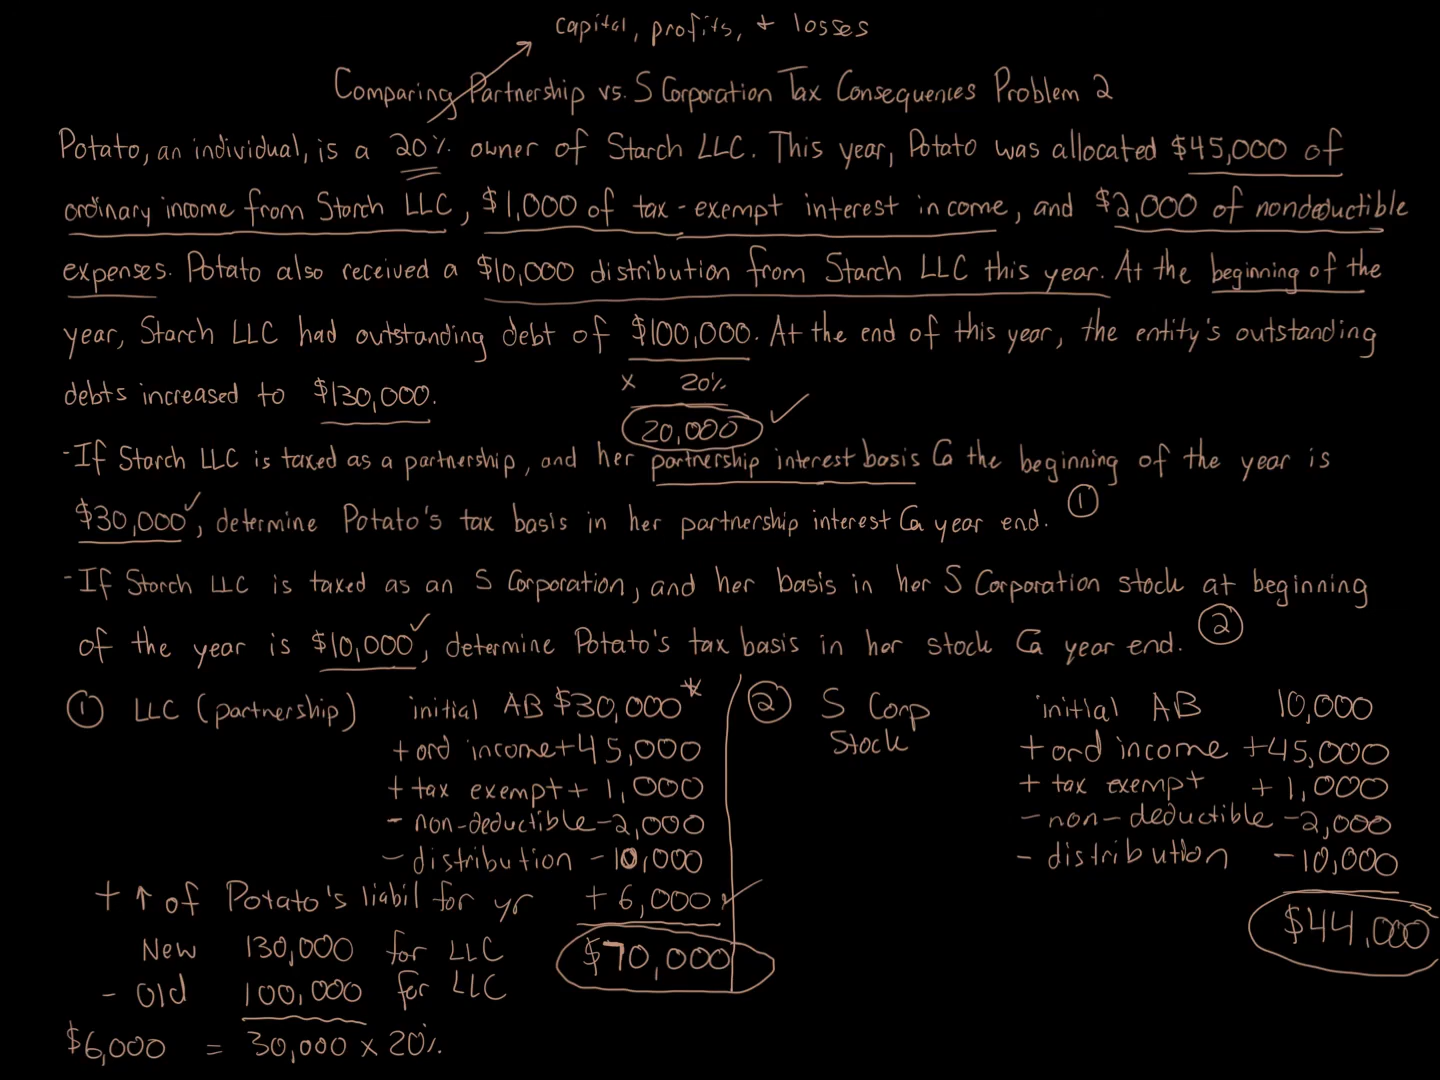 capital, profits, + losses
Comparing Partnership vs. S Corporation Tax Consequences Problem 2
Potato, an individual, is a 20% owner of Starch LLC. This year, Potato was allocated $45,000 of
ordinary income from Starch LLC, $1,000 of tax-exempt interest income, and $2,000 of nondeductible
expenses. Potato also received a $10,000 distribution from Starch LLC this year. At the beginning of the
year, Starch LLC had outstanding debt of $100,000. At the end of this year, the entity's outstanding
debts increased to $130,000.
x 20%
20,000 ✓
-If Starch LLC is taxed as a partnership, and her partnership interest basis @ the beginning of the year is
$30,000✓, determine Potato's tax basis in her partnership interest @ year end. ①
-If Starch LLC is taxed as an S Corporation, and her basis in her S Corporation stock at beginning
of the year is $10,000✓, determine Potato's tax basis in her stock @ year end. ②
① LLC (partnership) initial AB $30,000*
+ ord income +45,000
+ tax exempt + 1,000
- non-deductible -2,000
- distribution -10,000
+ ↑ of Potato's liabil for yr + 6,000 ✓
$70,000
New 130,000 for LLC
- Old 100,000 for LLC
$6,000 = 30,000 x 20%
② S Corp Stock initial AB 10,000
+ ord income +45,000
+ tax exempt + 1,000
- non-deductible -2,000
- distribution -10,000
$44,000